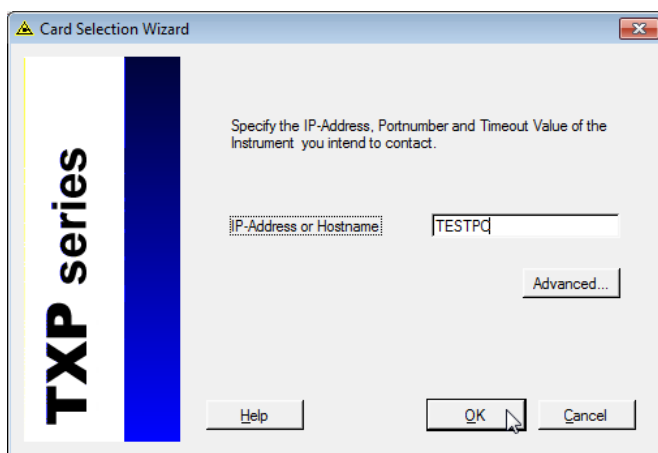 Card Selection Wizard
TXP series
Specify the IP-Address, Portnumber and Timeout Value of the
Instrument you intend to contact.
IP-Address or Hostname
TESTPC
Advanced...
Help
OK
Cancel